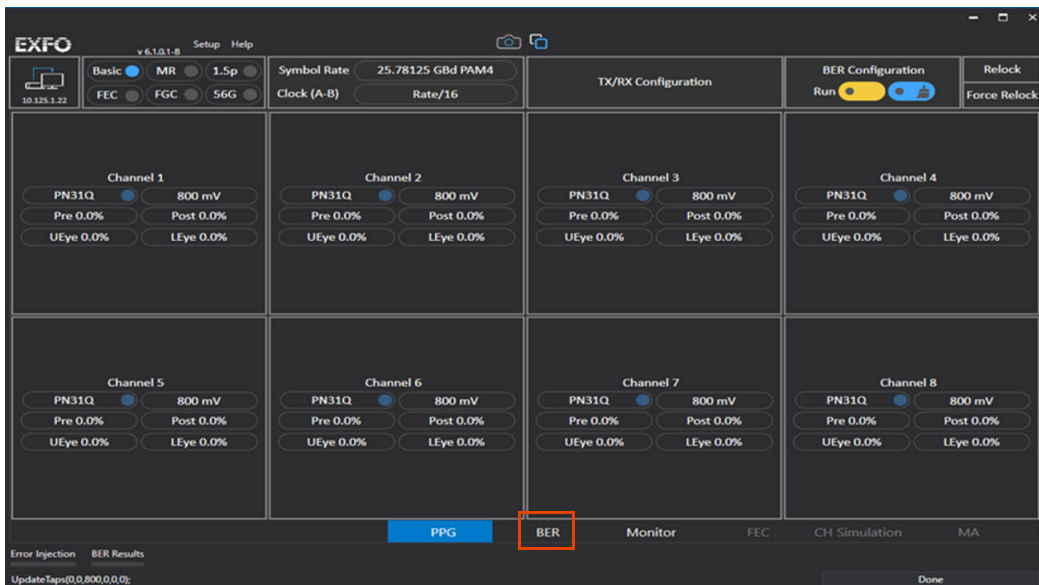 EXFO
v 6.1.0.1-8
Setup Help
10.125.1.22
Basic MR 1.5p
FEC FGC 56G
Symbol Rate 25.78125 GBd PAM4
Clock (A-B) Rate/16
TX/RX Configuration
BER Configuration
Run
Relock
Force Relock
Channel 1
PN31Q 800 mV
Pre 0.0% Post 0.0%
UEye 0.0% LEye 0.0%
Channel 2
PN31Q 800 mV
Pre 0.0% Post 0.0%
UEye 0.0% LEye 0.0%
Channel 3
PN31Q 800 mV
Pre 0.0% Post 0.0%
UEye 0.0% LEye 0.0%
Channel 4
PN31Q 800 mV
Pre 0.0% Post 0.0%
UEye 0.0% LEye 0.0%
Channel 5
PN31Q 800 mV
Pre 0.0% Post 0.0%
UEye 0.0% LEye 0.0%
Channel 6
PN31Q 800 mV
Pre 0.0% Post 0.0%
UEye 0.0% LEye 0.0%
Channel 7
PN31Q 800 mV
Pre 0.0% Post 0.0%
UEye 0.0% LEye 0.0%
Channel 8
PN31Q 800 mV
Pre 0.0% Post 0.0%
UEye 0.0% LEye 0.0%
PPG BER Monitor FEC CH Simulation MA
Error Injection BER Results
UpdateTaps(0,0,800,0,0,0); Done